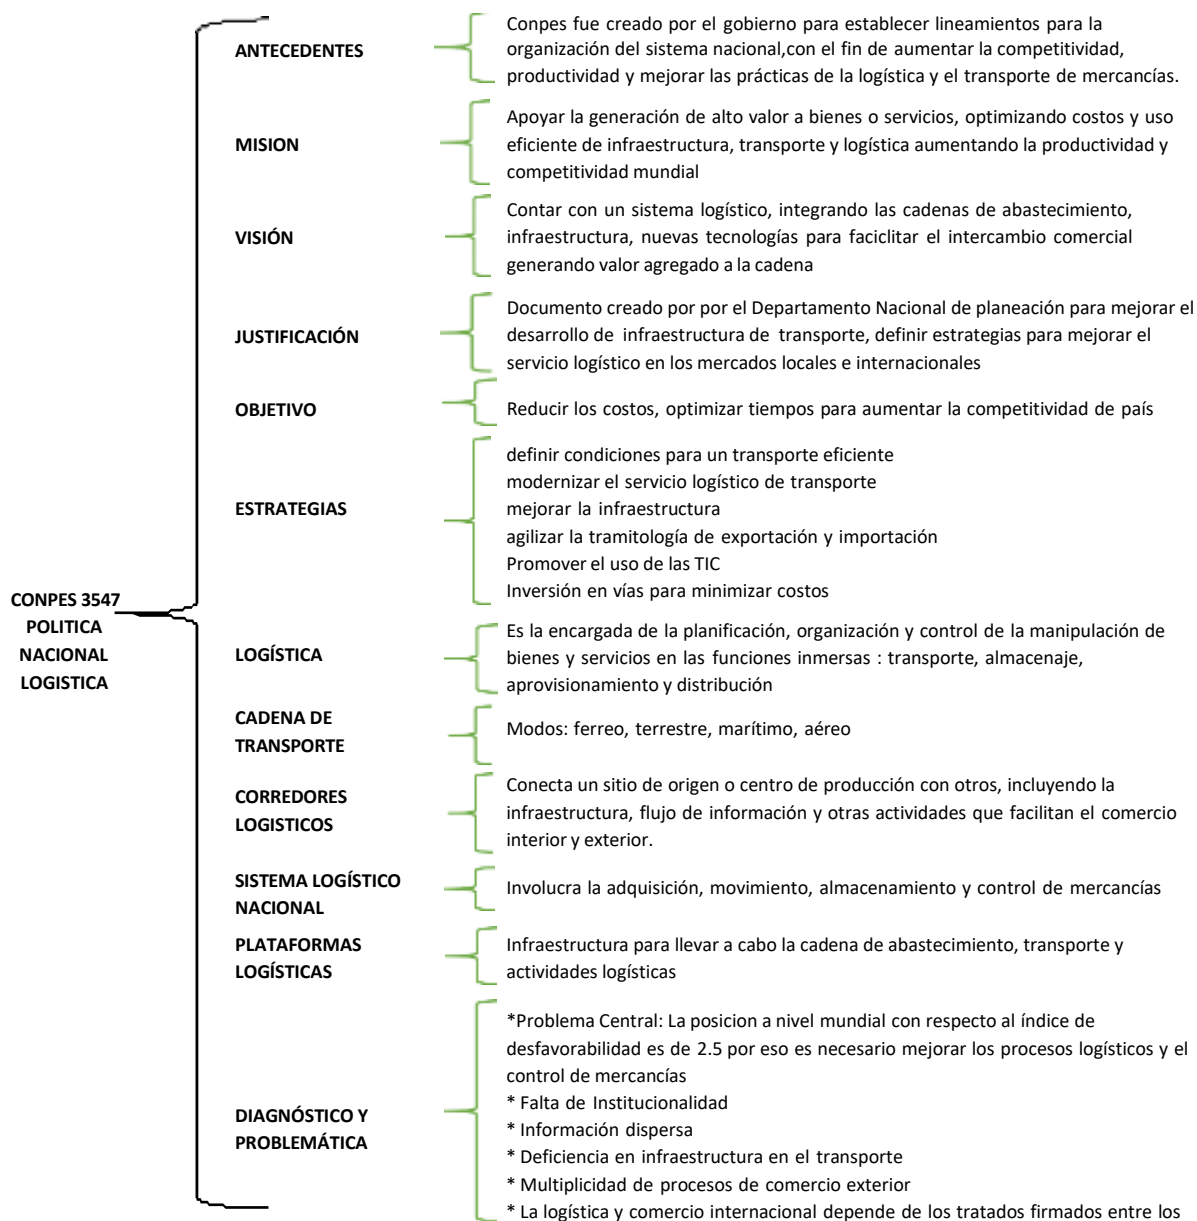 CONPES 3547
POLITICA
NACIONAL
LOGISTICA
ANTECEDENTES
Conpes fue creado por el gobierno para establecer lineamientos para la
organización del sistema nacional,con el fin de aumentar la competitividad,
productividad y mejorar las prácticas de la logística y el transporte de mercancías.
MISION
Apoyar la generación de alto valor a bienes o servicios, optimizando costos y uso
eficiente de infraestructura, transporte y logística aumentando la productividad y
competitividad mundial
VISIÓN
Contar con un sistema logístico, integrando las cadenas de abastecimiento,
infraestructura, nuevas tecnologías para faciclitar el intercambio comercial
generando valor agregado a la cadena
JUSTIFICACIÓN
Documento creado por por el Departamento Nacional de planeación para mejorar el
desarrollo de infraestructura de transporte, definir estrategias para mejorar el
servicio logístico en los mercados locales e internacionales
OBJETIVO
Reducir los costos, optimizar tiempos para aumentar la competitividad de país
ESTRATEGIAS
definir condiciones para un transporte eficiente
modernizar el servicio logístico de transporte
mejorar la infraestructura
agilizar la tramitología de exportación y importación
Promover el uso de las TIC
Inversión en vías para minimizar costos
LOGÍSTICA
Es la encargada de la planificación, organización y control de la manipulación de
bienes y servicios en las funciones inmersas : transporte, almacenaje,
aprovisionamiento y distribución
CADENA DE
TRANSPORTE
Modos: ferreo, terrestre, marítimo, aéreo
CORREDORES
LOGISTICOS
Conecta un sitio de origen o centro de producción con otros, incluyendo la
infraestructura, flujo de información y otras actividades que facilitan el comercio
interior y exterior.
SISTEMA LOGÍSTICO
NACIONAL
Involucra la adquisición, movimiento, almacenamiento y control de mercancías
PLATAFORMAS
LOGÍSTICAS
Infraestructura para llevar a cabo la cadena de abastecimiento, transporte y
actividades logísticas
DIAGNÓSTICO Y
PROBLEMÁTICA
*Problema Central: La posicion a nivel mundial con respecto al índice de
desfavorabilidad es de 2.5 por eso es necesario mejorar los procesos logísticos y el
control de mercancías
* Falta de Institucionalidad
* Información dispersa
* Deficiencia en infraestructura en el transporte
* Multiplicidad de procesos de comercio exterior
* La logística y comercio internacional depende de los tratados firmados entre los